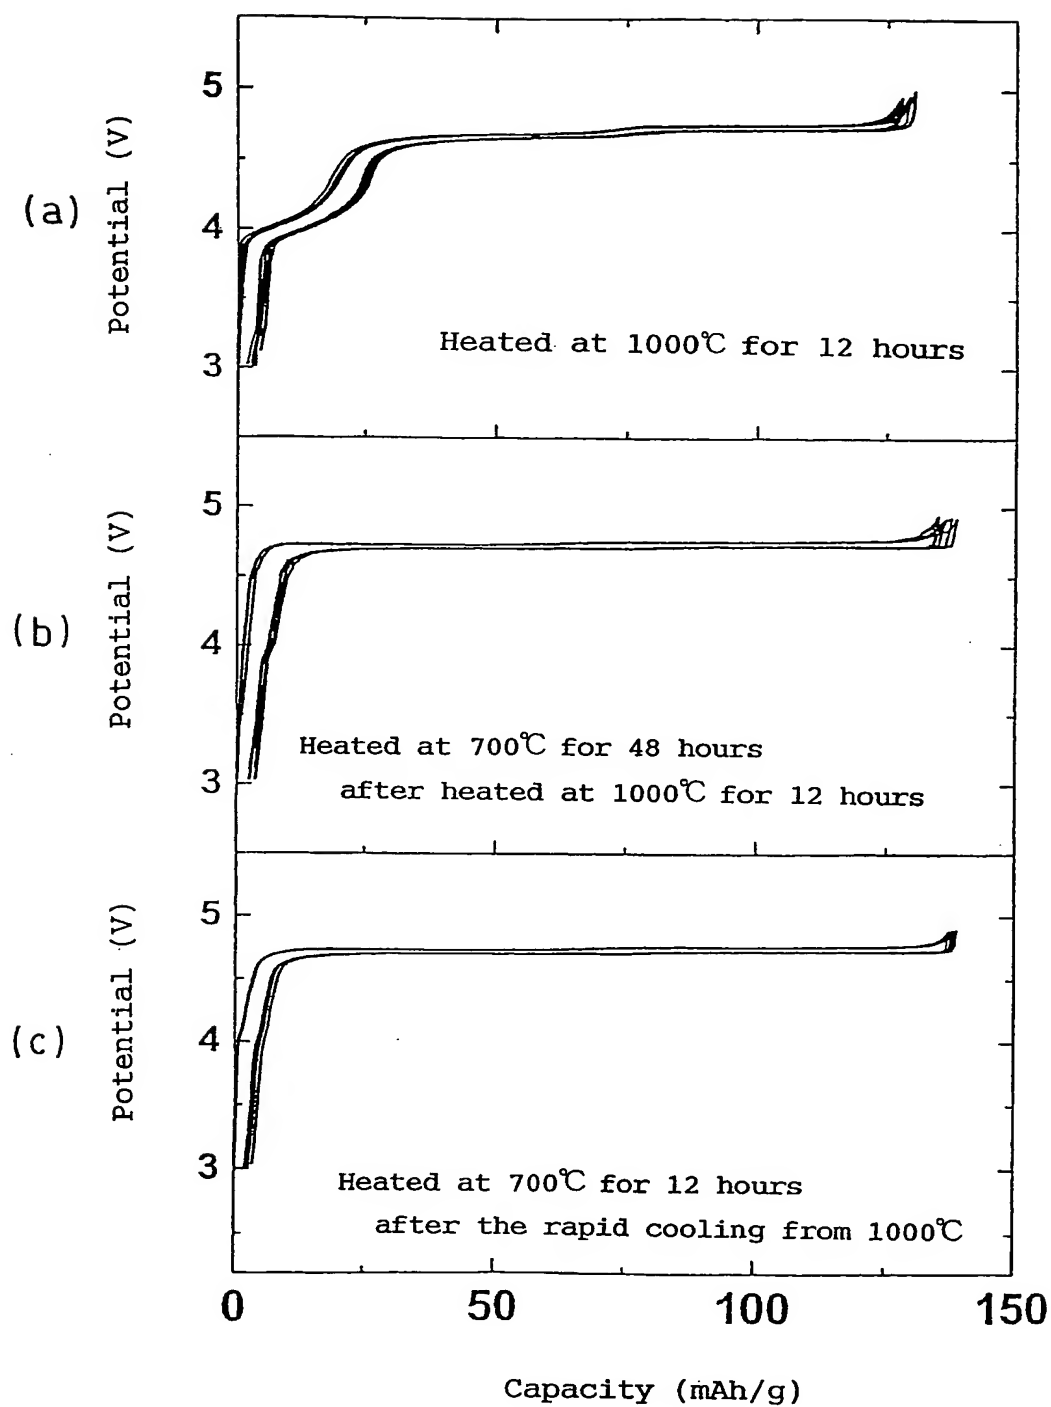 (a)
Potential (V)
5
4
3
Heated at 1000℃ for 12 hours
(b)
Potential (V)
5
4
3
Heated at 700℃ for 48 hours
after heated at 1000℃ for 12 hours
(c)
Potential (V)
5
4
3
Heated at 700℃ for 12 hours
after the rapid cooling from 1000℃
0 50 100 150
Capacity (mAh/g)